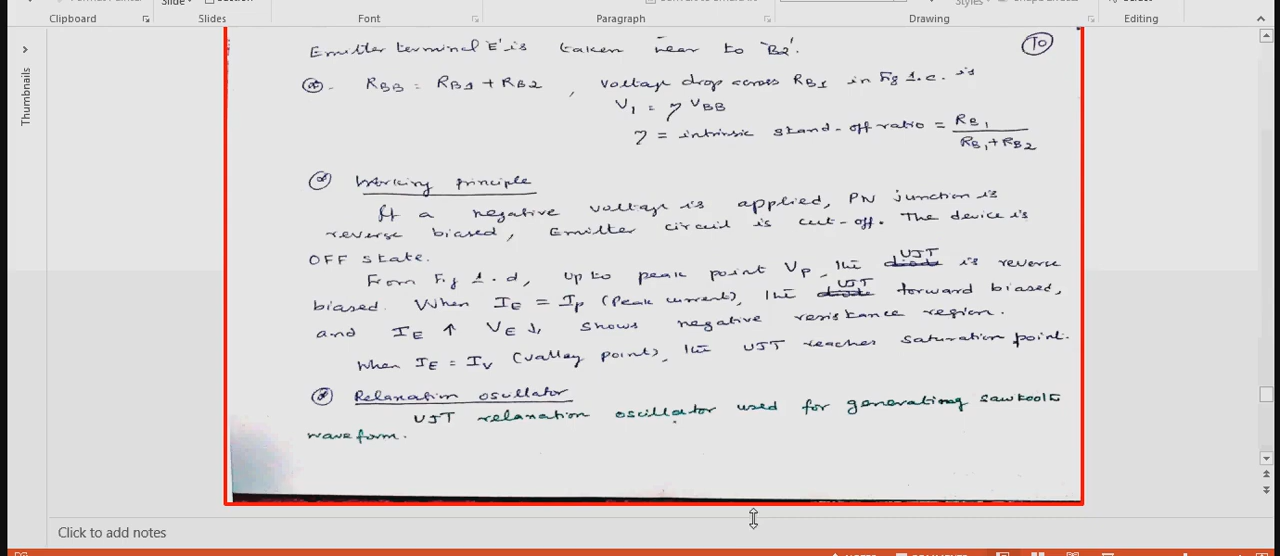 Clipboard
Slides
Font
Paragraph
Drawing
Editing
Thumbnails
Emitter terminal 'E' is taken near to 'B2'.
10
* RBB = RB1 + RB2, voltage drop across RB1 in Fig 1.c. is
V1 = η VBB
η = intrinsic stand-off ratio = RB1 / RB1 + RB2
* Working principle
If a negative voltage is applied, PN junction is
reverse biased, Emitter circuit is cut-off. The device is
OFF state.
From Fig 1.d, up to peak point Vp, the UJT is reverse
biased. When IE = Ip (Peak current), the UJT forward biased,
and IE ↑ VE ↓, shows negative resistance region.
When IE = Iv (valley point), the UJT reaches saturation point.
* Relaxation oscillator
UJT relaxation oscillator used for generating sawtooth
waveform.
Click to add notes